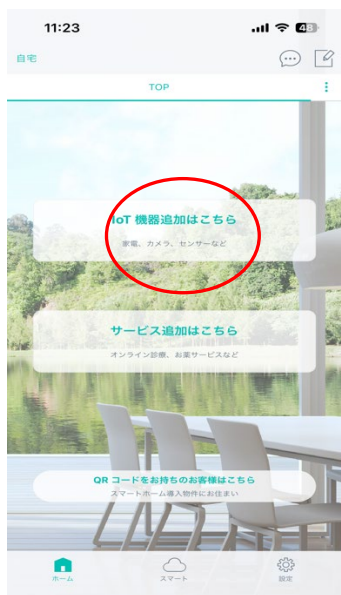 11:23
48
自宅
TOP
IoT 機器追加はこちら
家電、カメラ、センサーなど
サービス追加はこちら
オンライン診療、お薬サービスなど
QR コードをお持ちのお客様はこちら
スマートホーム導入物件にお住まい
ホーム
スマート
設定